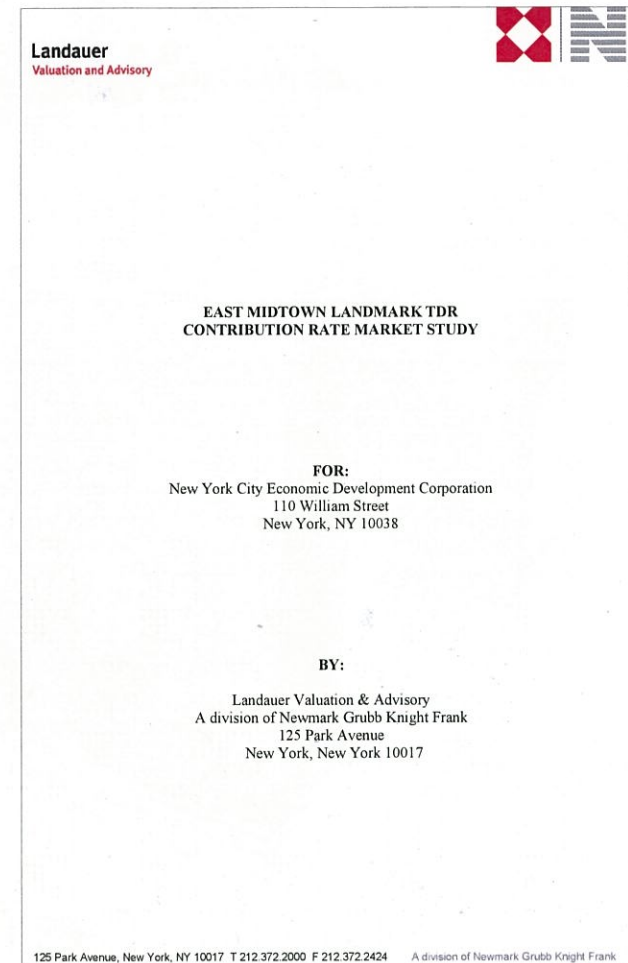 Landauer
Valuation and Advisory
N
EAST MIDTOWN LANDMARK TDR
CONTRIBUTION RATE MARKET STUDY
FOR:
New York City Economic Development Corporation
110 William Street
New York, NY 10038
BY:
Landauer Valuation & Advisory
A division of Newmark Grubb Knight Frank
125 Park Avenue
New York, New York 10017
125 Park Avenue, New York, NY 10017 T 212.372.2000 F 212.372.2424 A division of Newmark Grubb Knight Frank